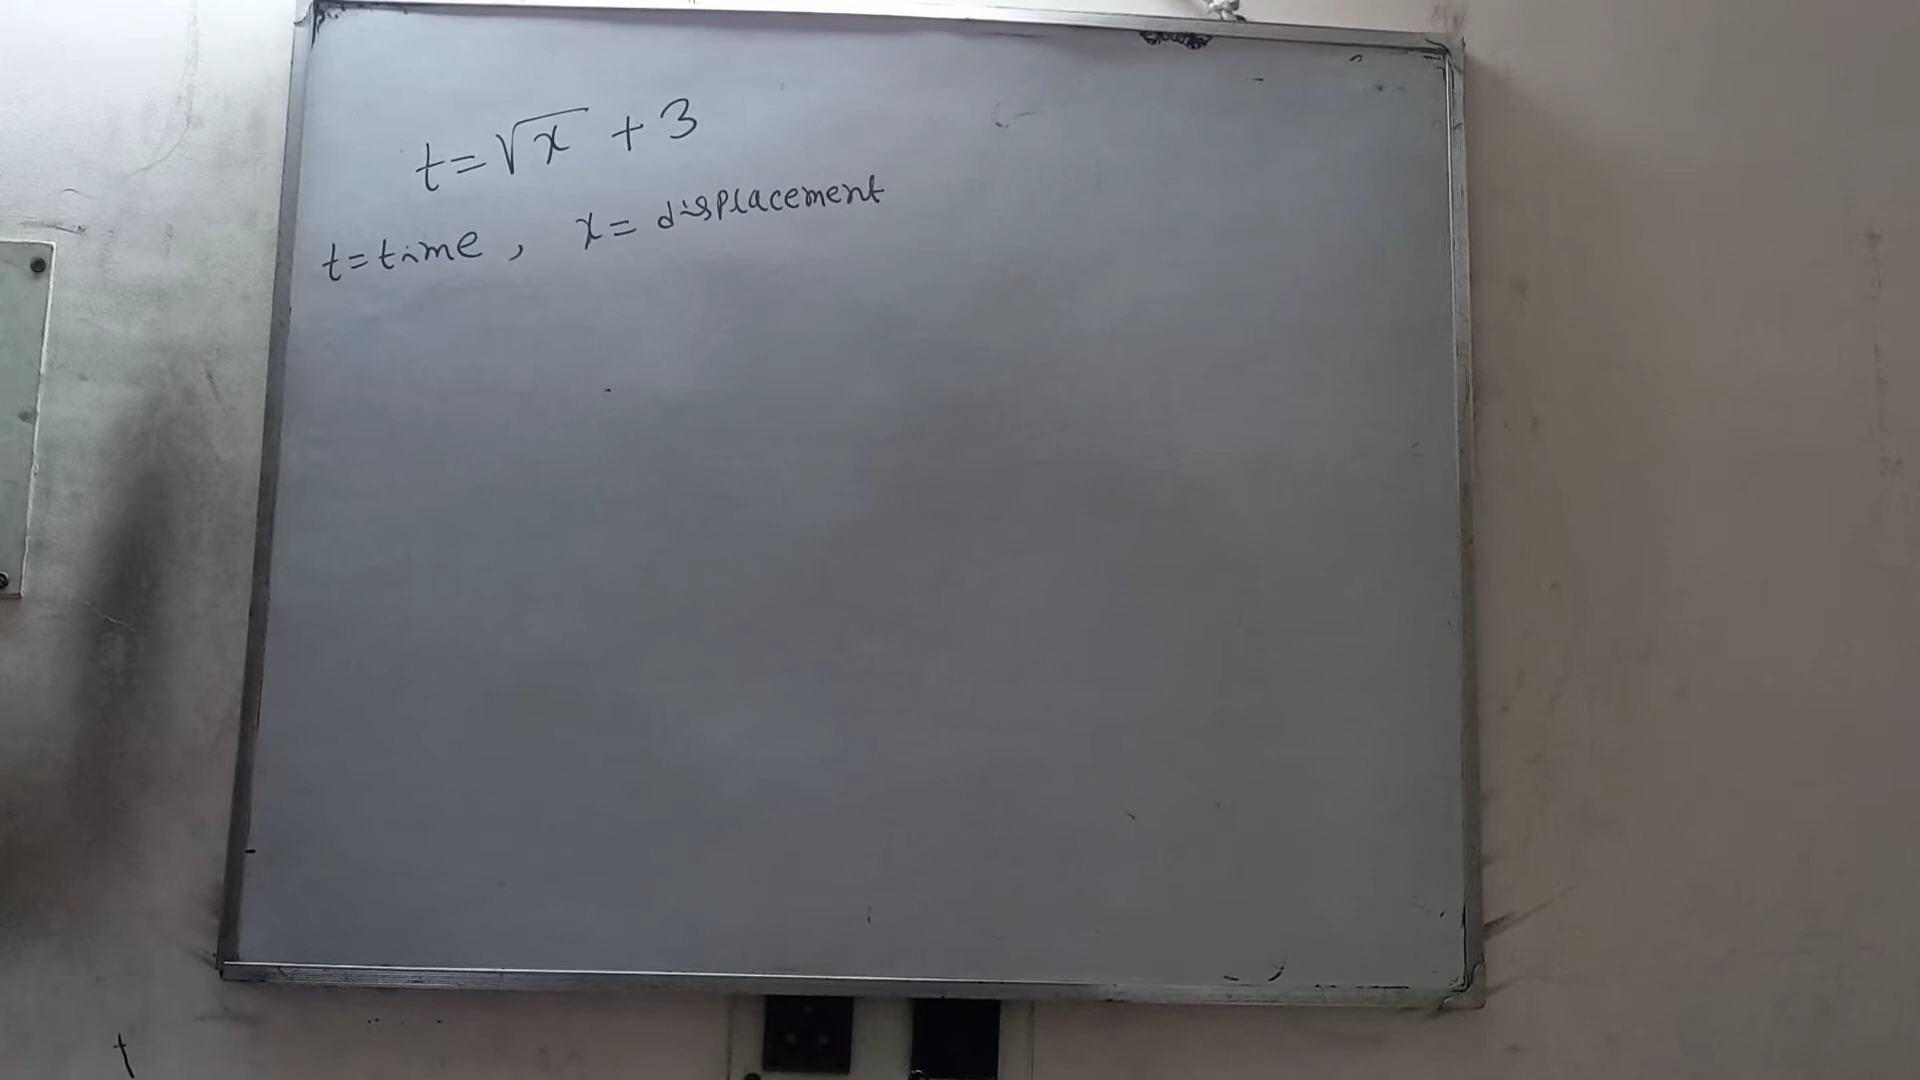 t=√x + 3
t=time, x= displacement